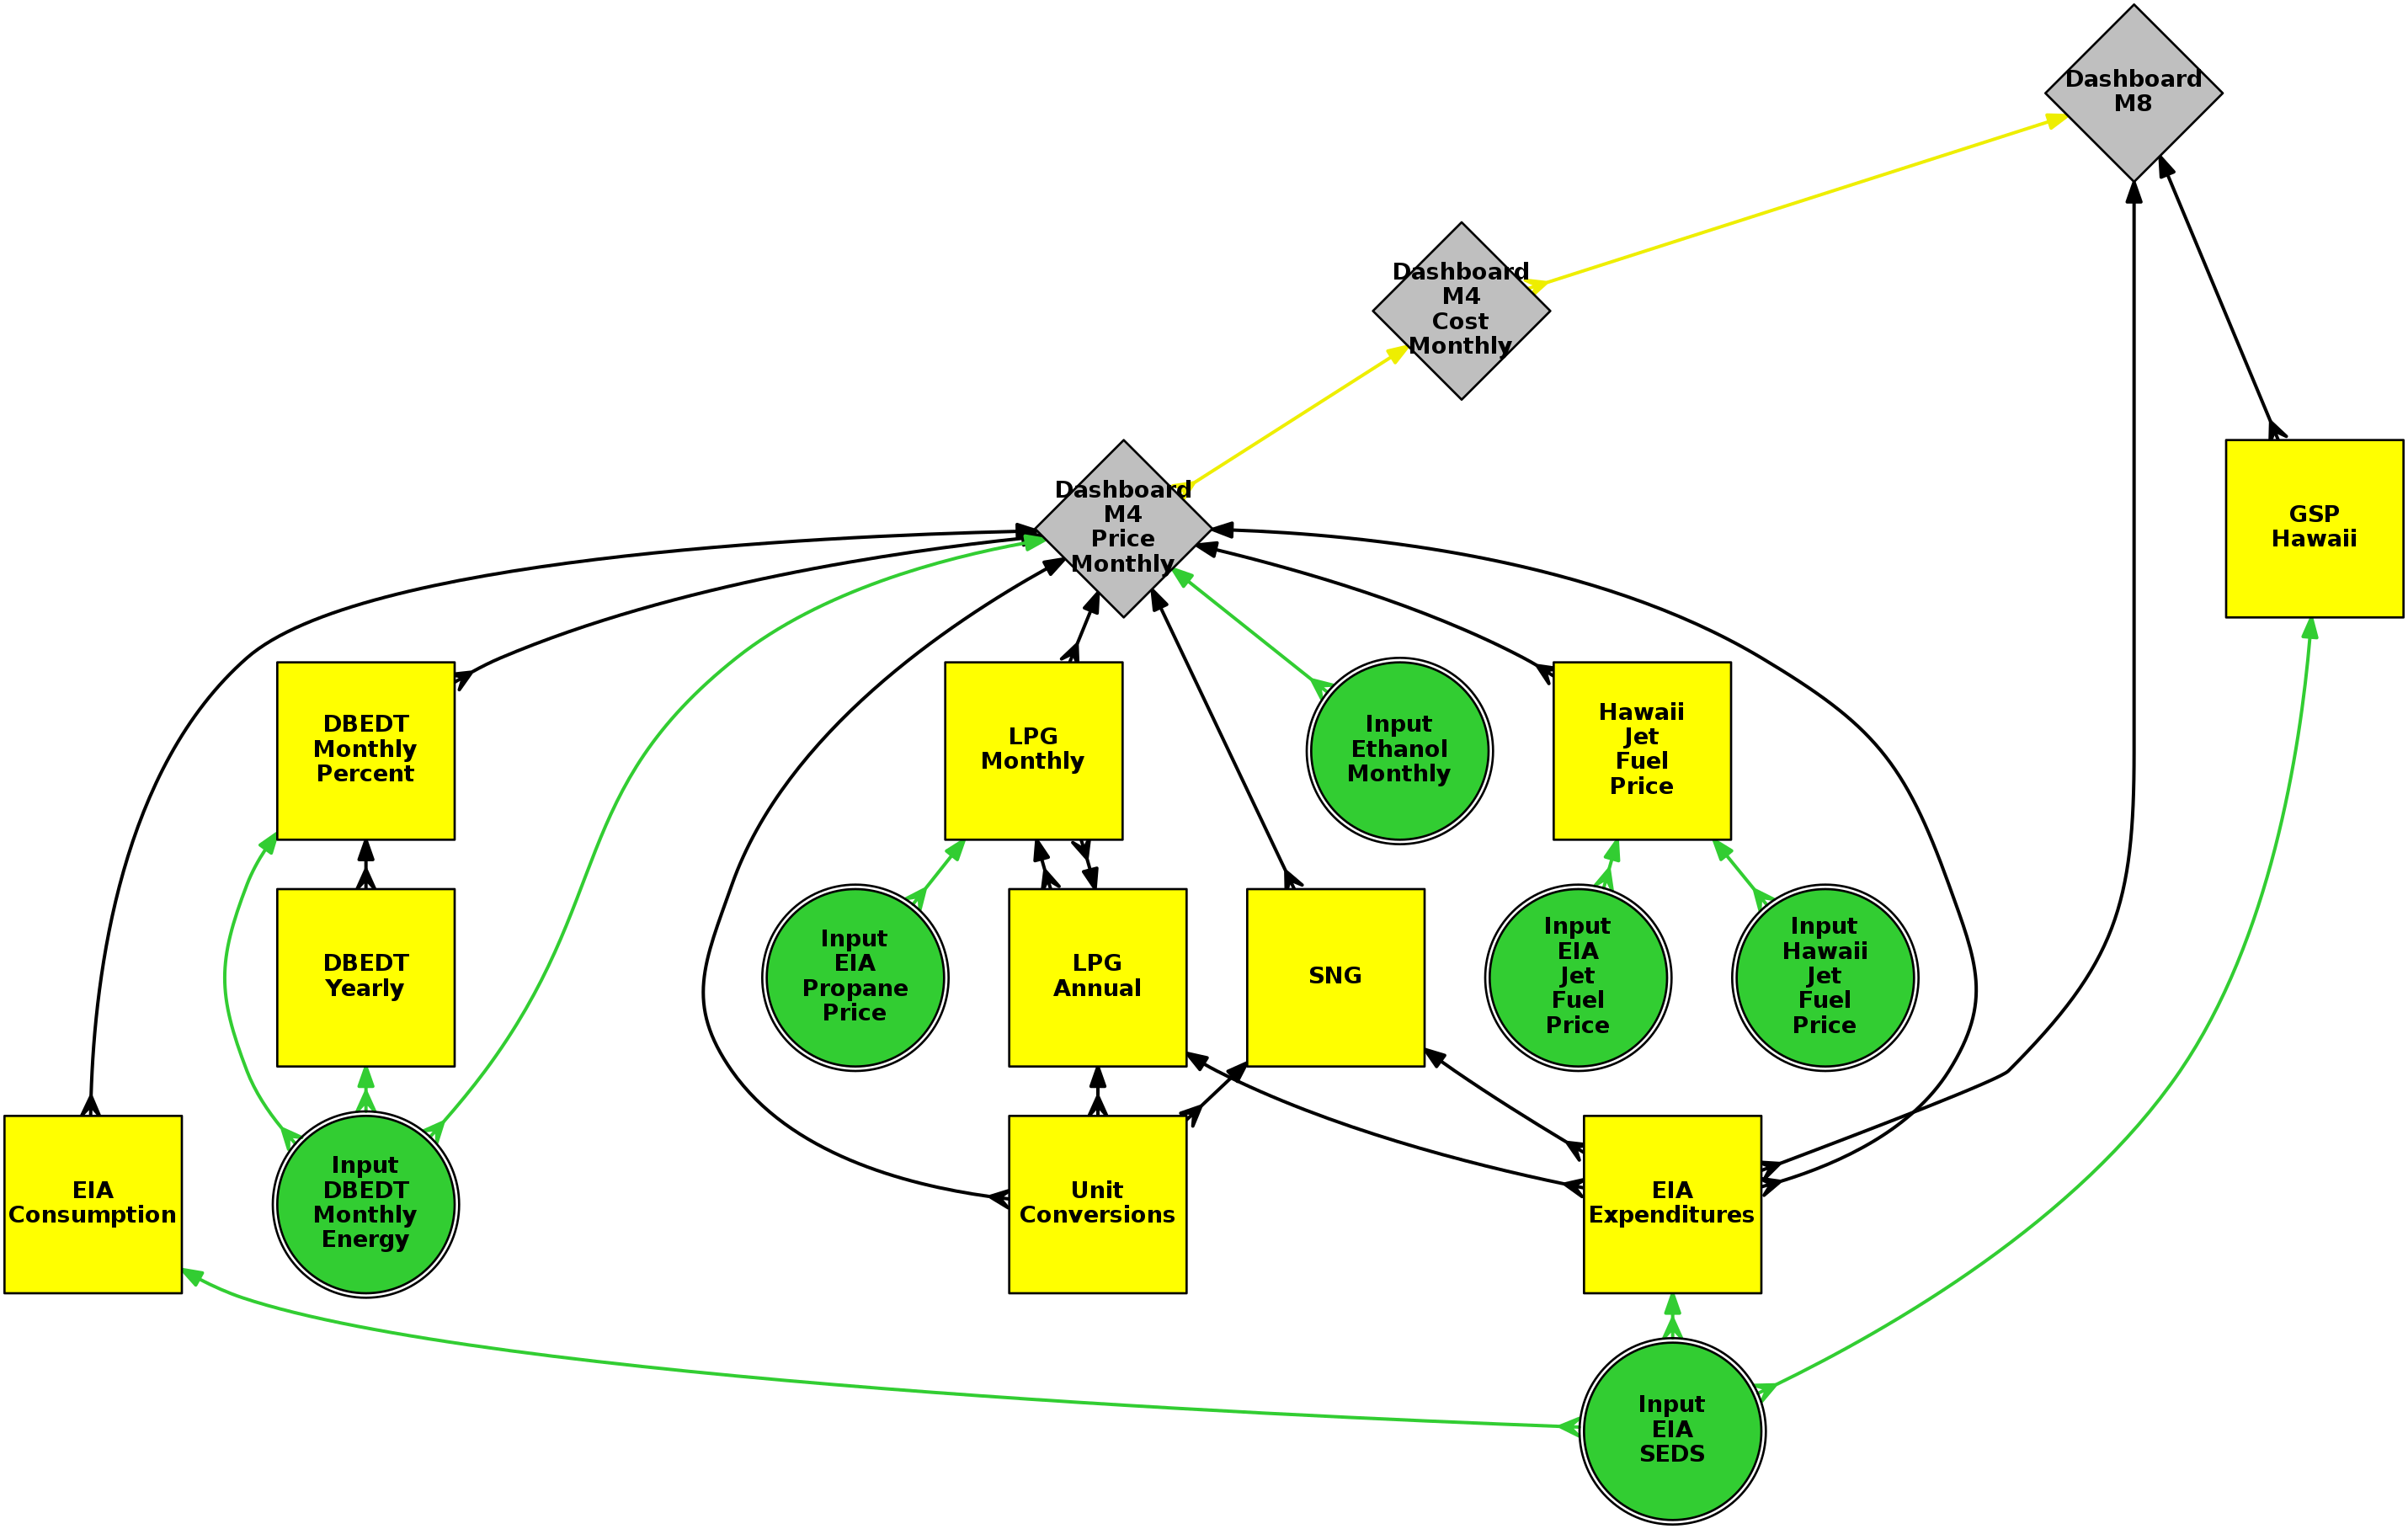 Dashboard
M8
Dashboard
M4
Cost
Monthly
Dashboard
M4
Price
Monthly
GSP
Hawaii
DBEDT
Monthly
Percent
LPG
Monthly
Input
Ethanol
Monthly
Hawaii
Jet
Fuel
Price
DBEDT
Yearly
Input
EIA
Propane
Price
LPG
Annual
SNG
Input
EIA
Jet
Fuel
Price
Input
Hawaii
Jet
Fuel
Price
EIA
Consumption
Input
DBEDT
Monthly
Energy
Unit
Conversions
EIA
Expenditures
Input
EIA
SEDS